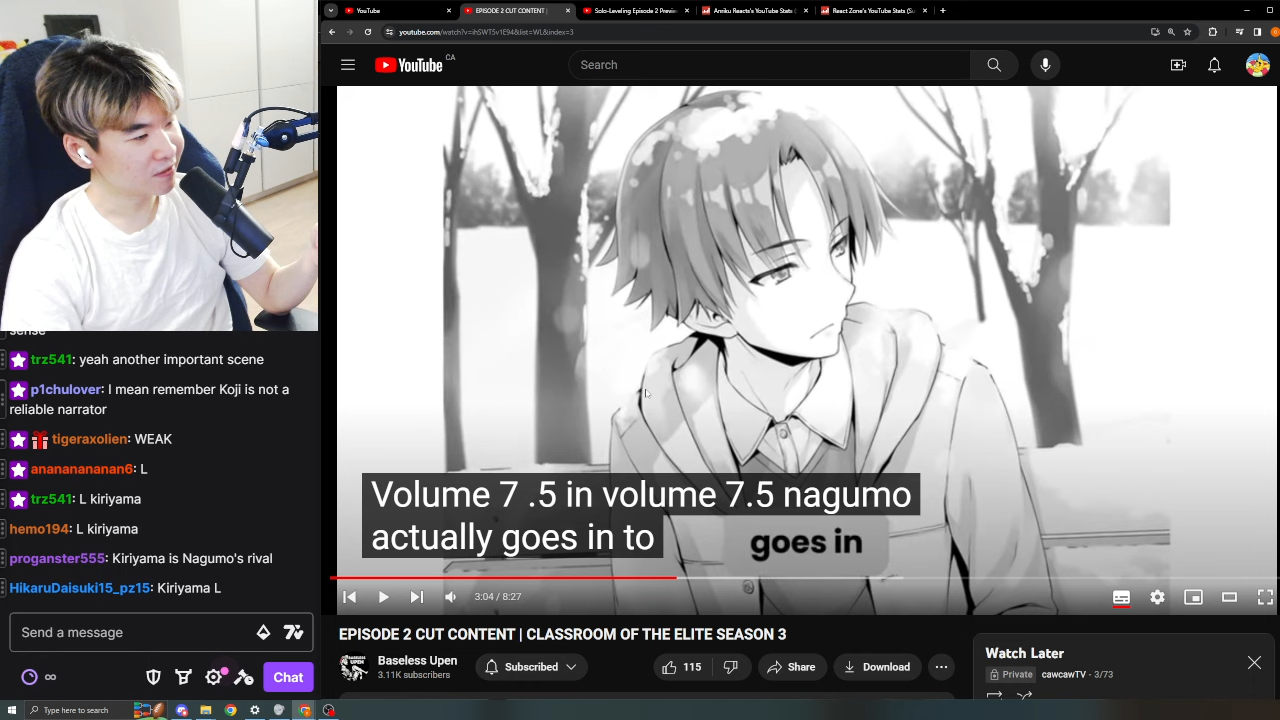 YouTube
EPISODE 2 CUT CONTENT |
Solo-Leveling Episode 2 Previe
Anriku Reacts's YouTube Stats (
React Zone's YouTube Stats (Su
youtube.com/watch?v=ihSWT5v1E94&list=WL&index=3
YouTube CA
Search
sense
trz541: yeah another important scene
p1chulover: I mean remember Koji is not a
reliable narrator
tigeraxolien: WEAK
anananananan6: L
trz541: L kiriyama
hemo194: L kiriyama
proganster555: Kiriyama is Nagumo's rival
HikaruDaisuki15_pz15: Kiriyama L
Send a message
Chat
Volume 7 .5 in volume 7.5 nagumo
actually goes in to
goes in
3:04 / 8:27
EPISODE 2 CUT CONTENT | CLASSROOM OF THE ELITE SEASON 3
Baseless Upen
3.11K subscribers
Subscribed
115
Share
Download
Watch Later
Private cawcawTV - 3/73
Type here to search